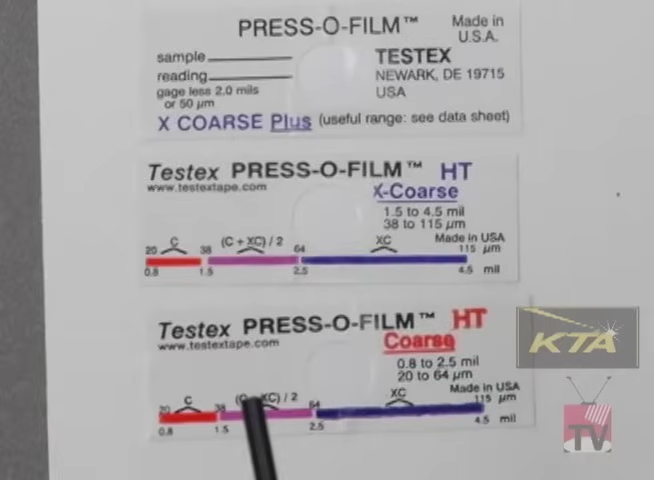 PRESS-O-FILM™ Made in
U.S.A.
sample
reading
TESTEX
NEWARK, DE 19715
USA
gage less 2.0 mils
or 50 µm
X COARSE Plus (useful range: see data sheet)
Testex PRESS-O-FILM™ HT
www.testextape.com
X-Coarse
1.5 to 4.5 mil
38 to 115 µm
Made in USA
20 C 38 (C + XC) / 2 64 XC 115 µm
0.8 1.5 2.5 4.5 mil
Testex PRESS-O-FILM™ HT
www.testextape.com
Coarse
0.8 to 2.5 mil
20 to 64 µm
Made in USA
20 C 38 XC) / 2 64 XC 115 µm
0.8 1.5 2.5 4.5 mil
KTA
TV